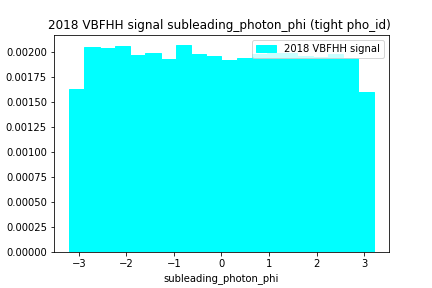 2018 VBFHH signal subleading_photon_phi (tight pho_id)
2018 VBFHH signal
0.00200
0.00175
0.00150
0.00125
0.00100
0.00075
0.00050
0.00025
0.00000
−3 −2 −1 0 1 2 3
subleading_photon_phi